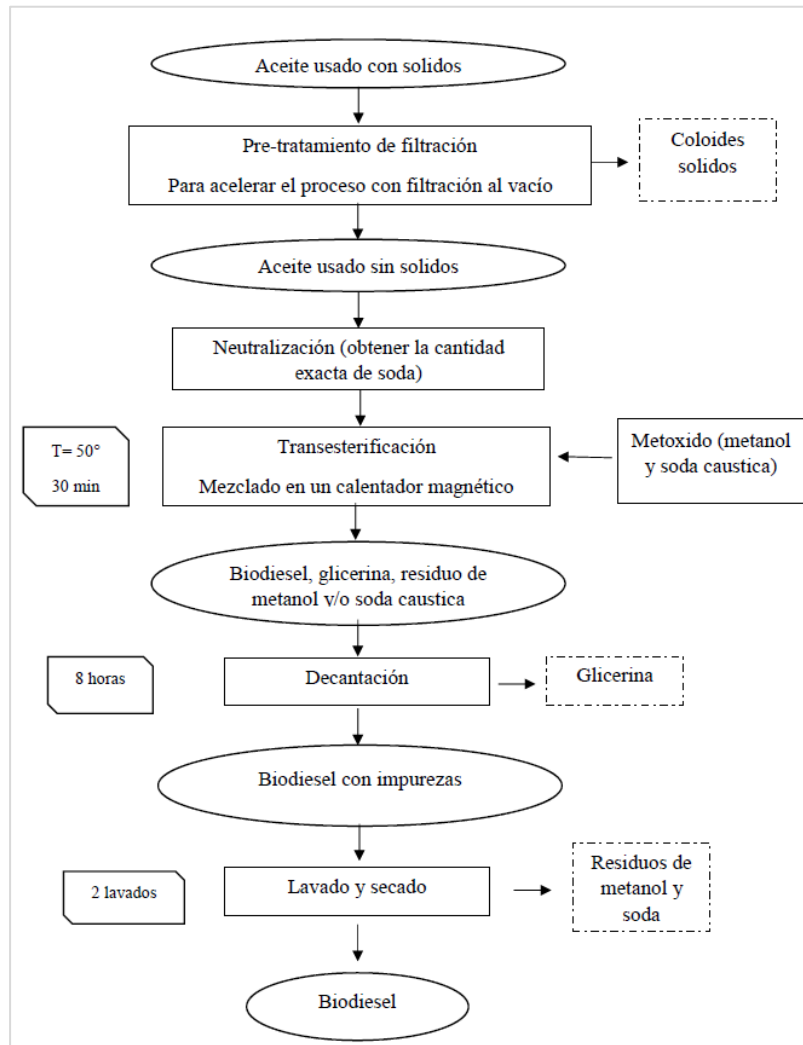 Aceite usado con solidos
Pre-tratamiento de filtración
Para acelerar el proceso con filtración al vacío
Coloides
solidos
Aceite usado sin solidos
Neutralización (obtener la cantidad
exacta de soda)
T= 50°
30 min
Transesterificación
Mezclado en un calentador magnético
Metoxido (metanol
y soda caustica)
Biodiesel, glicerina, residuo de
metanol v/o soda caustica
8 horas
Decantación
Glicerina
Biodiesel con impurezas
2 lavados
Lavado y secado
Residuos de
metanol y
soda
Biodiesel